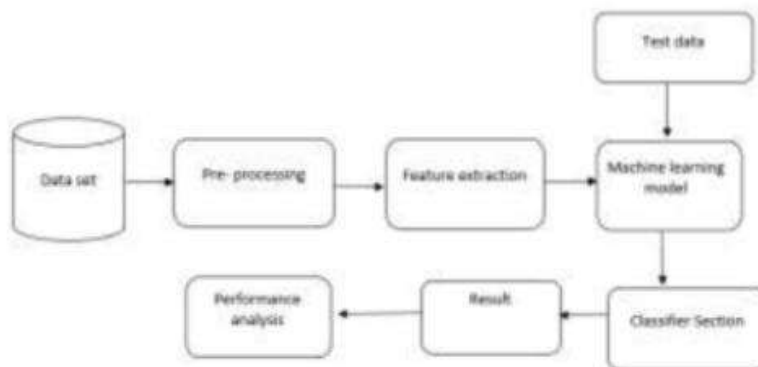 Test data
Data set
Pre- processing
Feature extraction
Machine learning
model
Performance
analysis
Result
Classifier Section